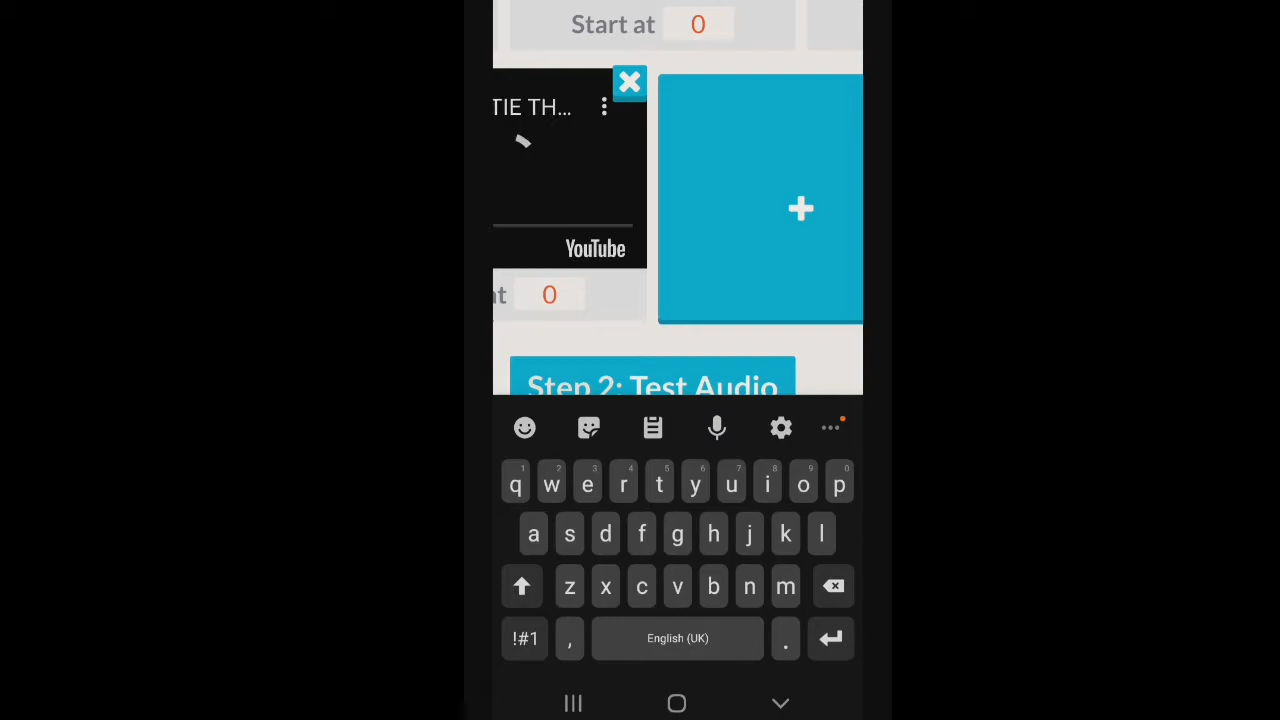 Start at 0
TIE TH...
YouTube
at 0
Step 2: Test Audio
1 2 3 4 5 6 7 8 9 0
q w e r t y u i o p
a s d f g h j k l
z x c v b n m
!#1 , English (UK) .